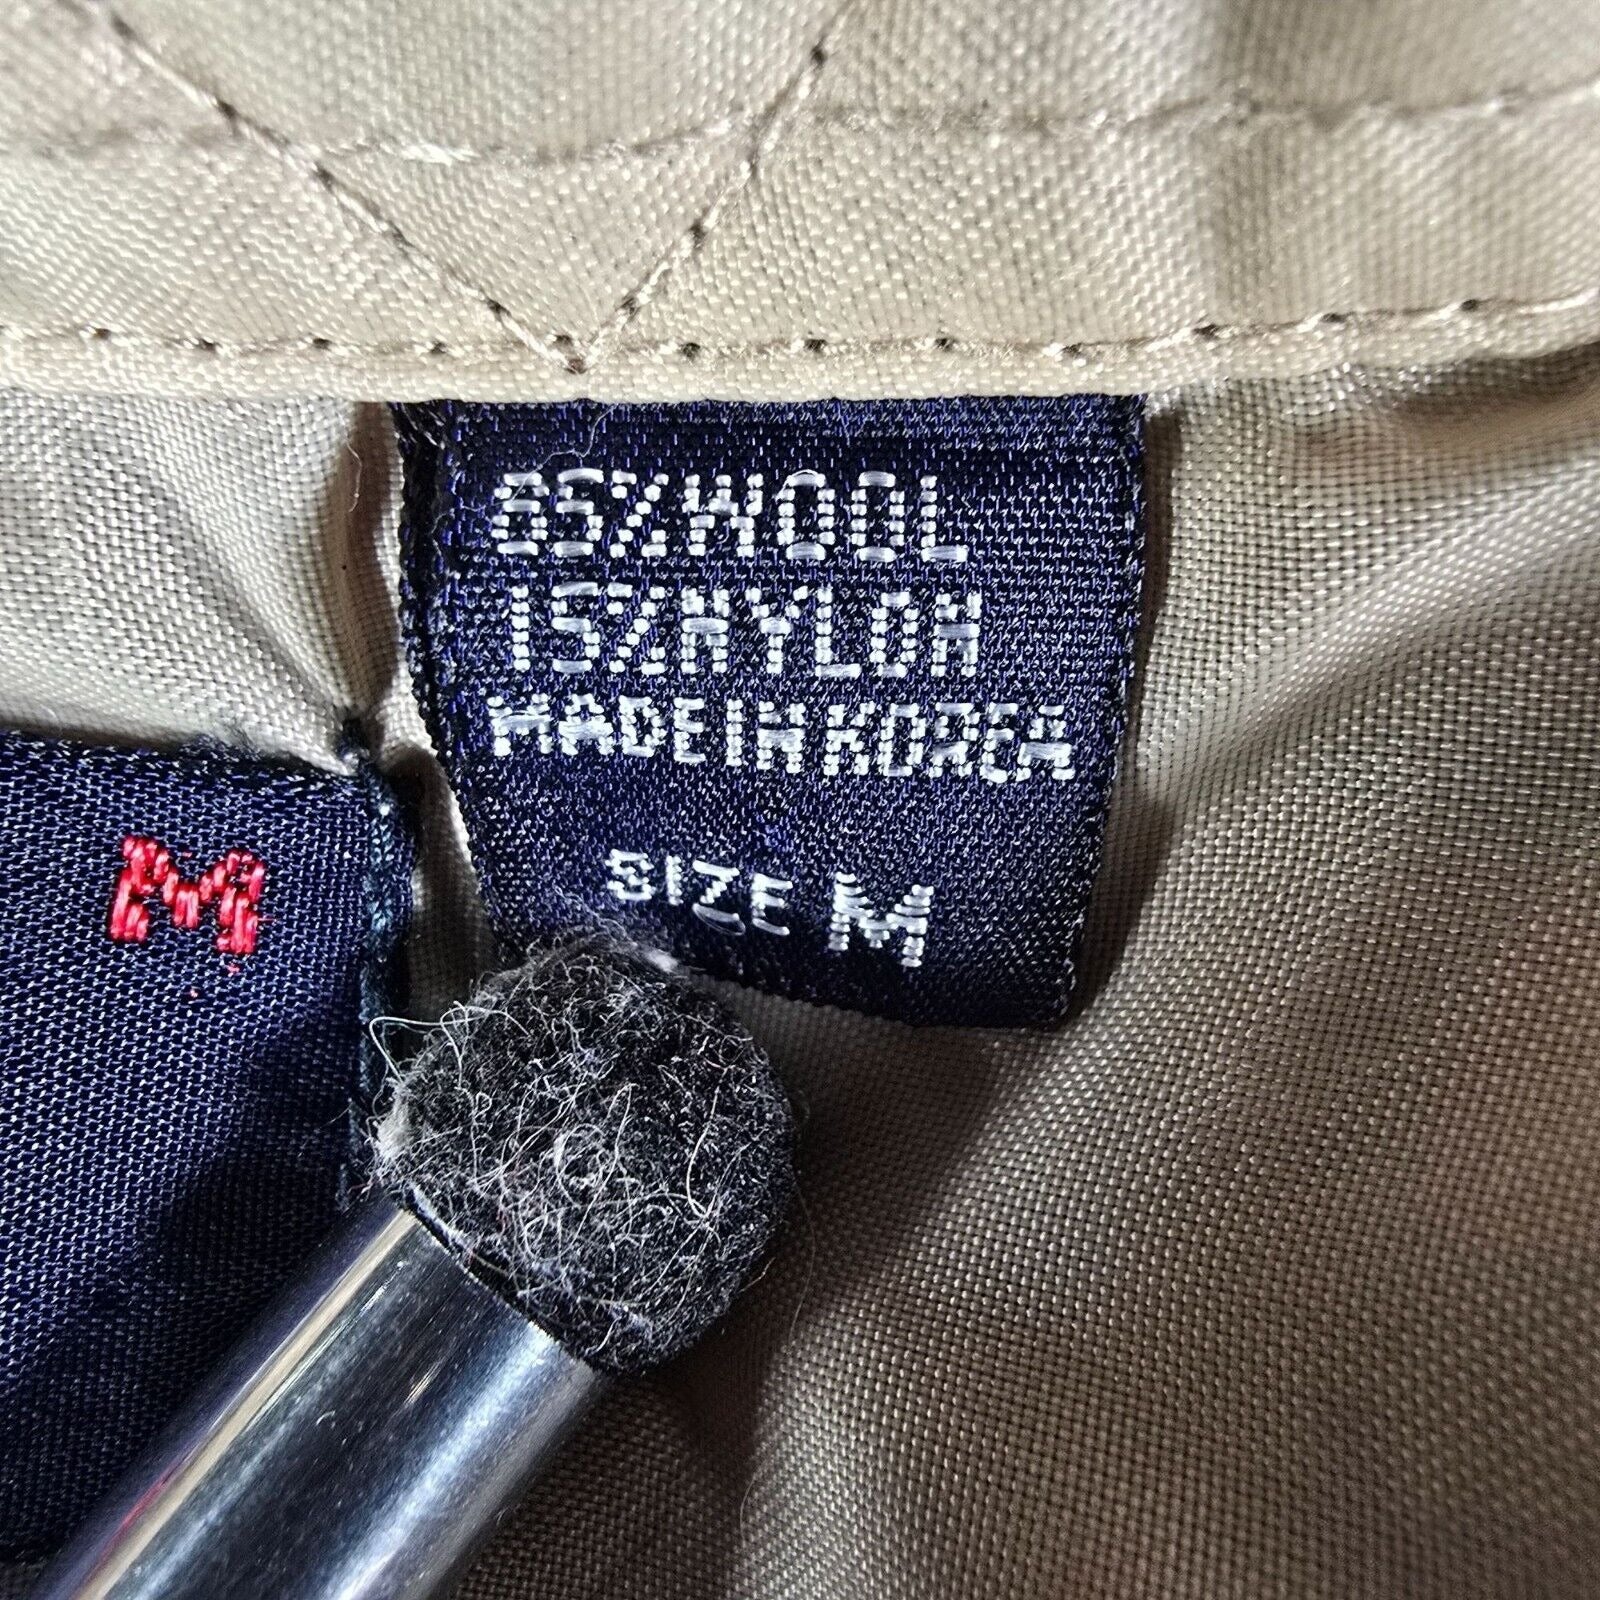 85%WOOL
15%NYLON
MADE IN KOREA
SIZE M
M